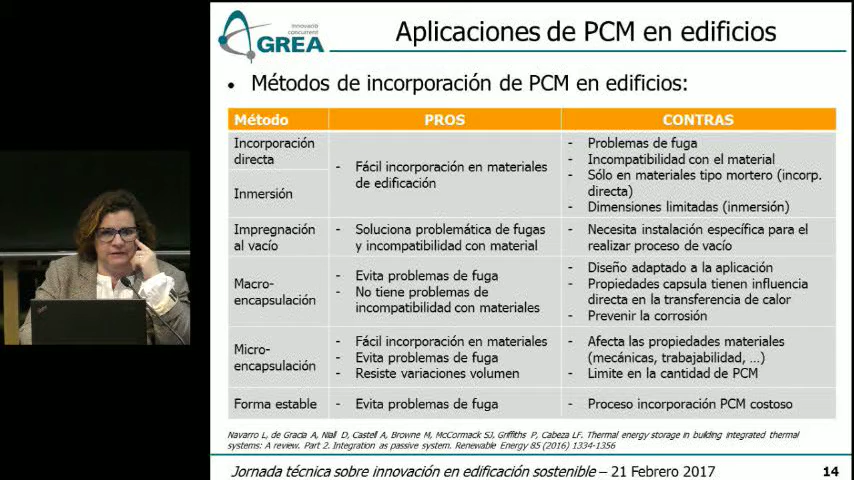 innovació
concurrent
GREA
Aplicaciones de PCM en edificios
• Métodos de incorporación de PCM en edificios:
Método PROS CONTRAS
Incorporación
directa
Inmersión
- Fácil incorporación en materiales
de edificación
- Problemas de fuga
- Incompatibilidad con el material
- Sólo en materiales tipo mortero (incorp.
directa)
- Dimensiones limitadas (inmersión)
Impregnación
al vacío
- Soluciona problemática de fugas
y incompatibilidad con material
- Necesita instalación específica para el
realizar proceso de vacío
Macro-
encapsulación
- Evita problemas de fuga
- No tiene problemas de
incompatibilidad con materiales
- Diseño adaptado a la aplicación
- Propiedades capsula tienen influencia
directa en la transferencia de calor
- Prevenir la corrosión
Micro-
encapsulación
- Fácil incorporación en materiales
- Evita problemas de fuga
- Resiste variaciones volumen
- Afecta las propiedades materiales
(mecánicas, trabajabilidad, ...)
- Limite en la cantidad de PCM
Forma estable
- Evita problemas de fuga
- Proceso incorporación PCM costoso
Navarro L, de Gracia A, Niall D, Castell A, Browne M, McCormack SJ, Griffiths P, Cabeza LF. Thermal energy storage in building integrated thermal
systems: A review. Part 2. Integration as passive system. Renewable Energy 85 (2016) 1334-1356
Jornada técnica sobre innovación en edificación sostenible – 21 Febrero 2017
14